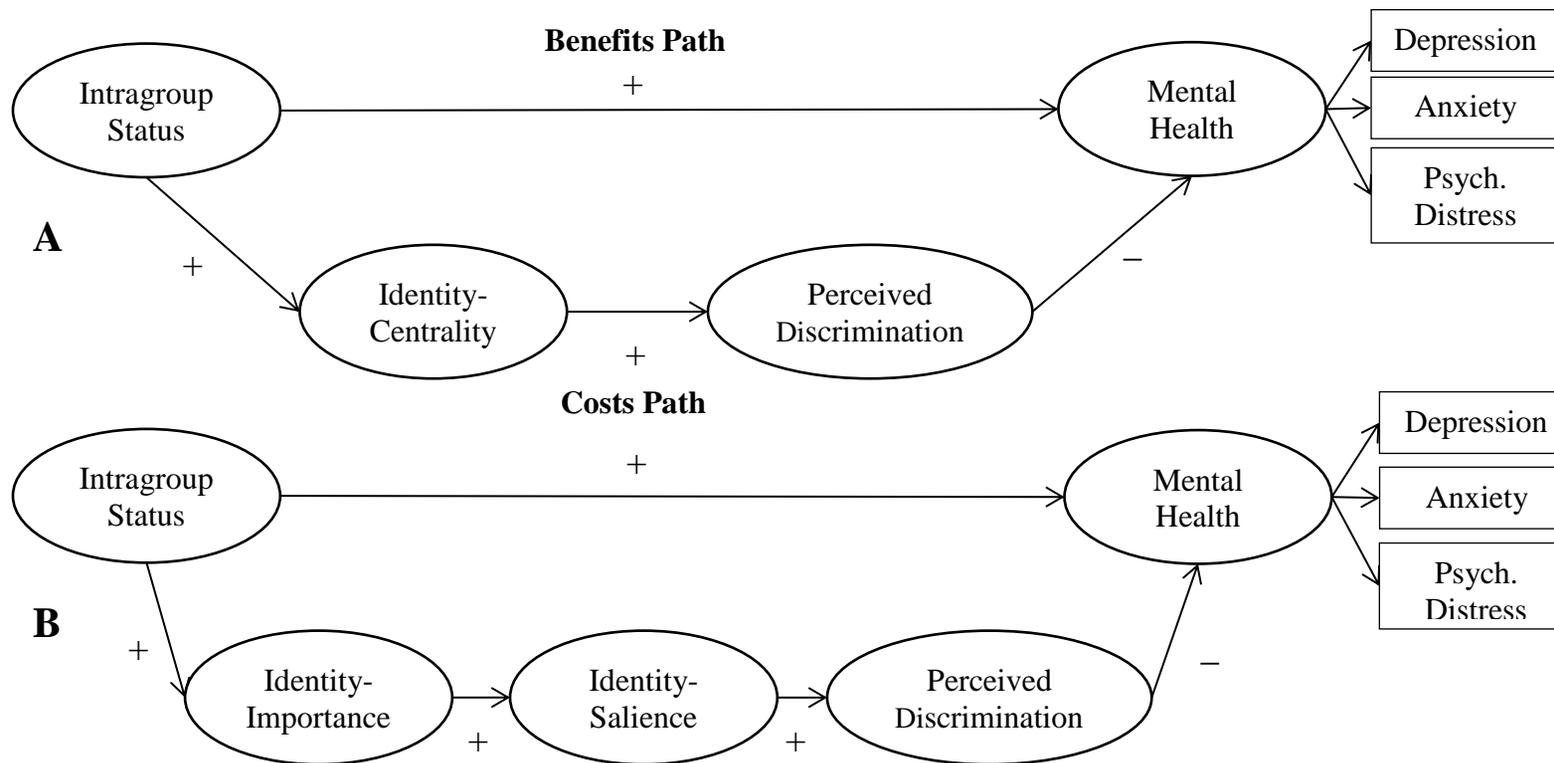 Benefits Path
+
Intragroup
Status
Mental
Health
Depression
Anxiety
Psych.
Distress
A
+
Identity-
Centrality
+
Perceived
Discrimination
–
Costs Path
+
Intragroup
Status
Mental
Health
Depression
Anxiety
Psych.
Distress
B
+
Identity-
Importance
+
Identity-
Salience
+
Perceived
Discrimination
–